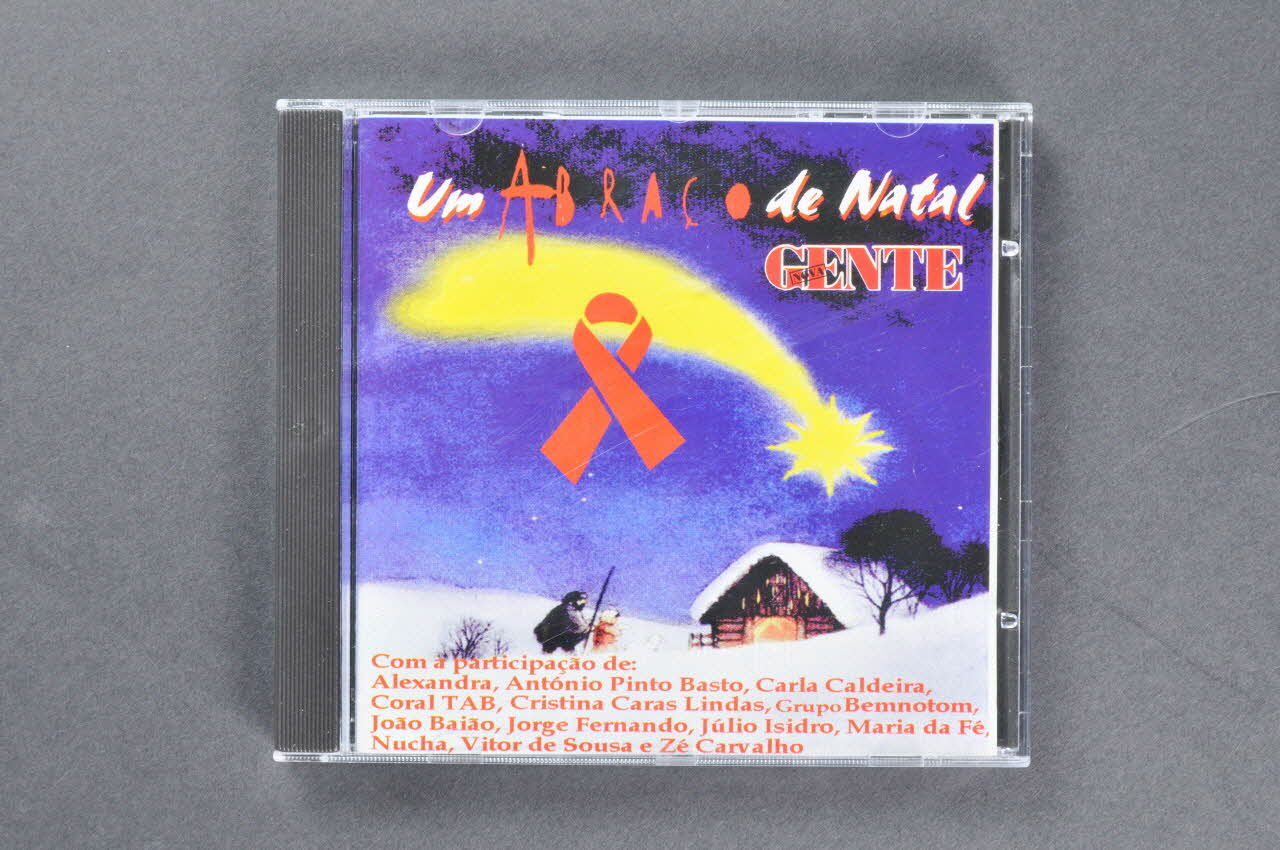 Um ABRAÇO de Natal
GENTE
NOVA
Com a participação de:
Alexandra, António Pinto Basto, Carla Caldeira,
Coral TAB, Cristina Caras Lindas, Grupo Bemnotom,
João Baião, Jorge Fernando, Júlio Isidro, Maria da Fé,
Nucha, Vitor de Sousa e Zé Carvalho